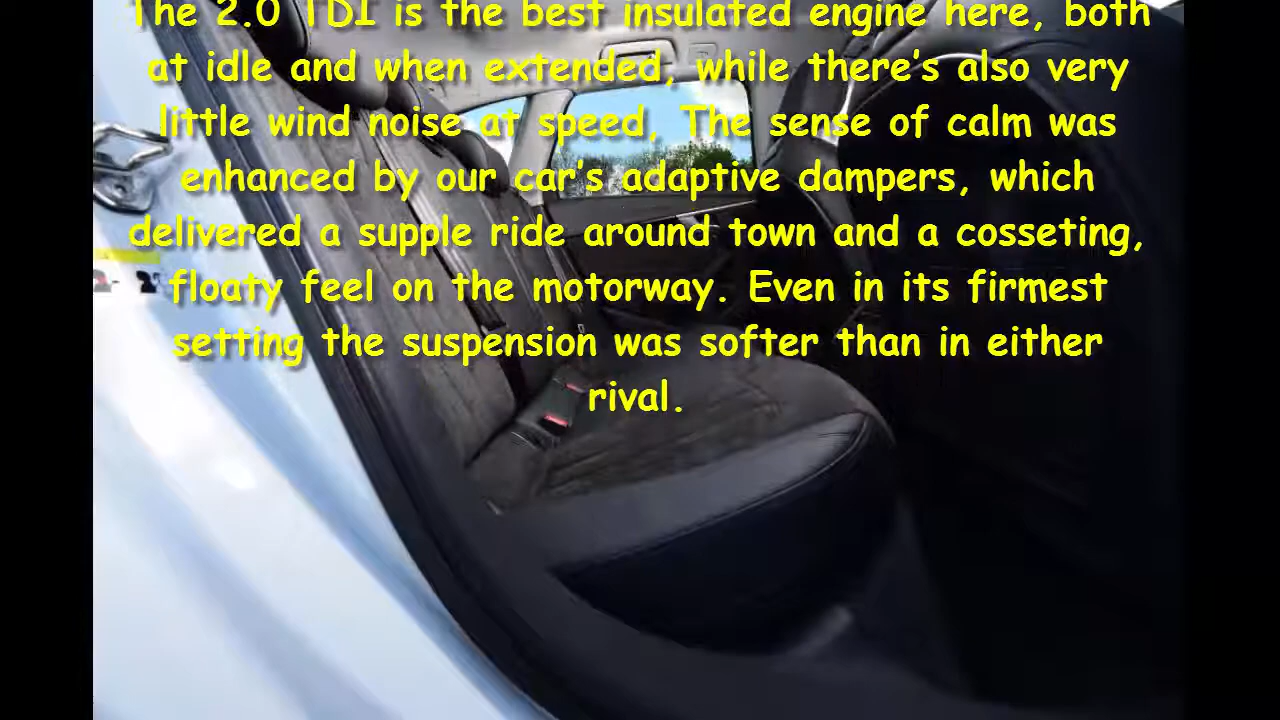 The 2.0 TDI is the best insulated engine here, both
at idle and when extended, while there's also very
little wind noise at speed, The sense of calm was
enhanced by our car's adaptive dampers, which
delivered a supple ride around town and a cosseting,
floaty feel on the motorway. Even in its firmest
setting the suspension was softer than in either
rival.